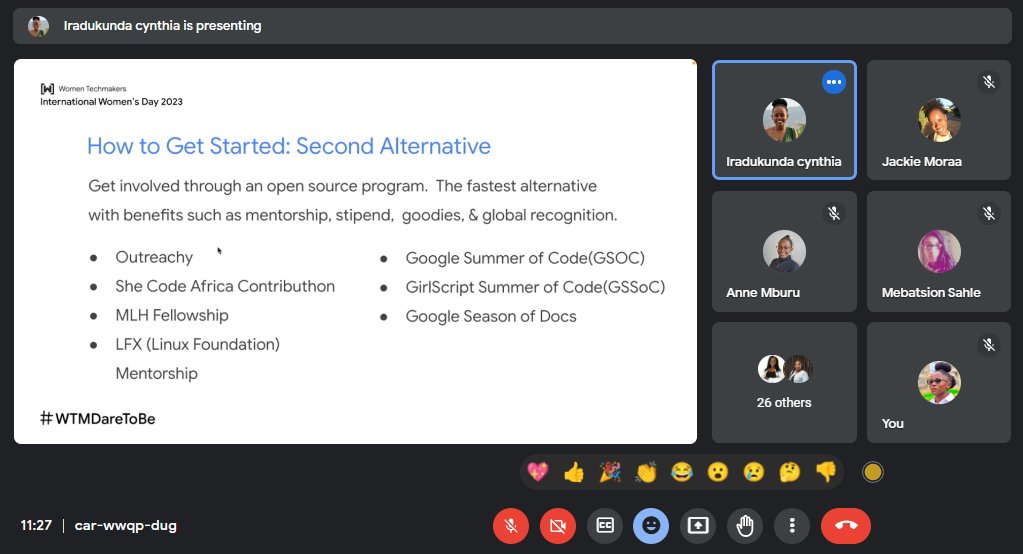 Iradukunda cynthia is presenting
Women Techmakers
International Women's Day 2023
How to Get Started: Second Alternative
Get involved through an open source program. The fastest alternative
with benefits such as mentorship, stipend, goodies, & global recognition.
● Outreachy
● She Code Africa Contributhon
● MLH Fellowship
● LFX (Linux Foundation)
Mentorship
● Google Summer of Code(GSOC)
● GirlScript Summer of Code(GSSoC)
● Google Season of Docs
#WTMDareToBe
Iradukunda cynthia
Jackie Moraa
Anne Mburu
Mebatsion Sahle
26 others
You
11:27 | car-wwqp-dug